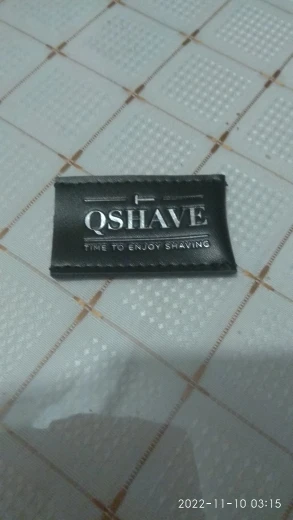 QSHAVE
TIME TO ENJOY SHAVING
2022-11-10 03:15